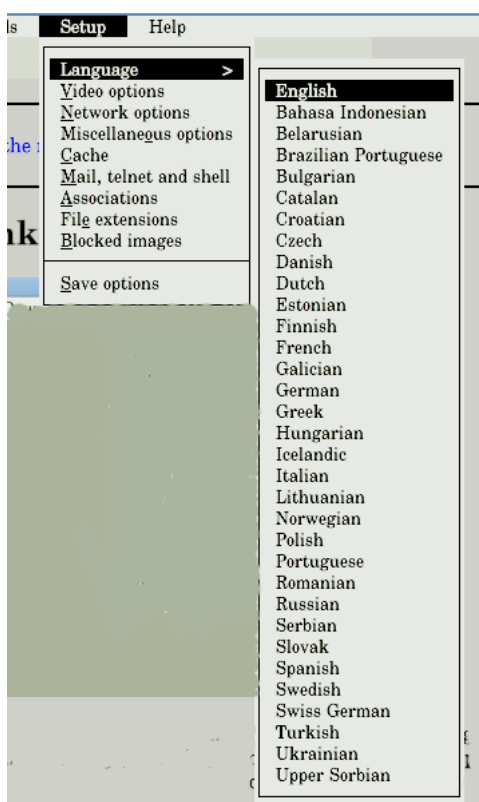 Setup Help
Language >
Video options
Network options
Miscellaneous options
Cache
Mail, telnet and shell
Associations
File extensions
Blocked images
Save options
English
Bahasa Indonesian
Belarusian
Brazilian Portuguese
Bulgarian
Catalan
Croatian
Czech
Danish
Dutch
Estonian
Finnish
French
Galician
German
Greek
Hungarian
Icelandic
Italian
Lithuanian
Norwegian
Polish
Portuguese
Romanian
Russian
Serbian
Slovak
Spanish
Swedish
Swiss German
Turkish
Ukrainian
Upper Sorbian
the